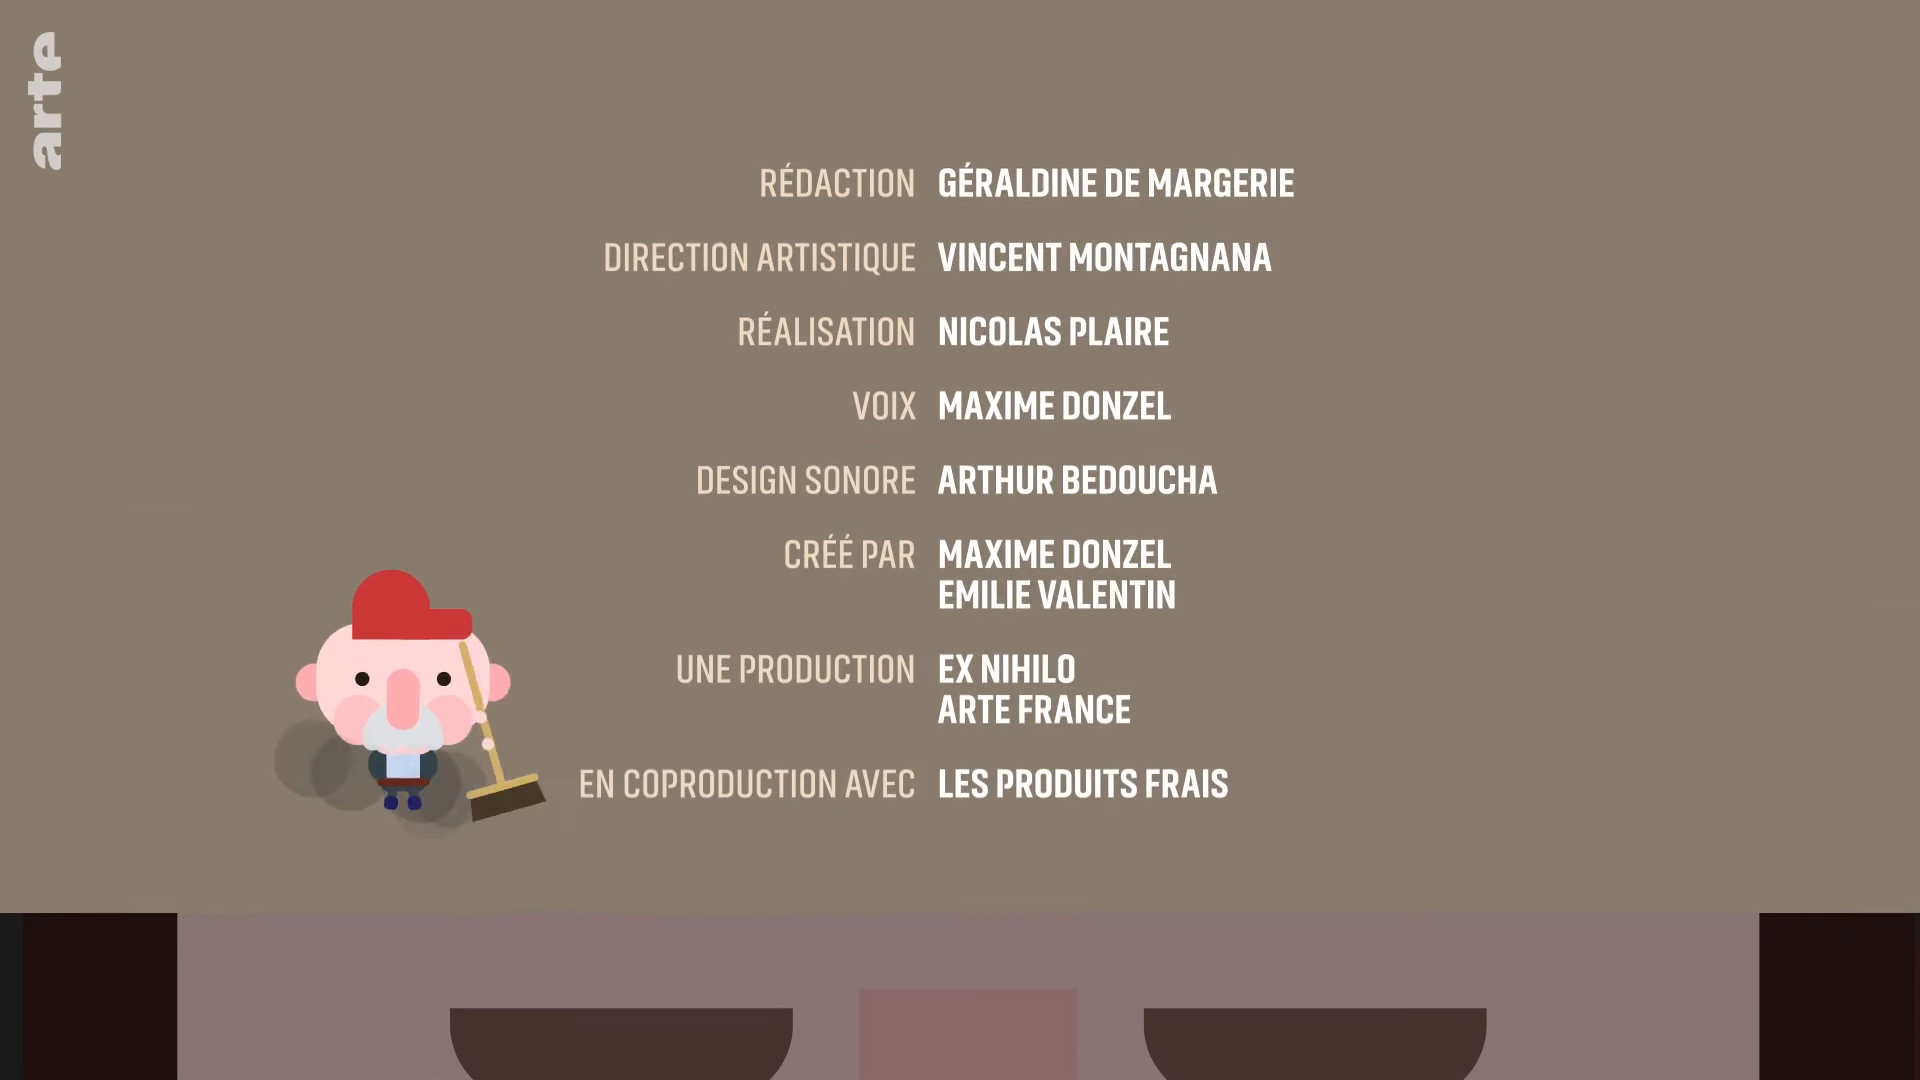 arte
RÉDACTION GÉRALDINE DE MARGERIE
DIRECTION ARTISTIQUE VINCENT MONTAGNANA
RÉALISATION NICOLAS PLAIRE
VOIX MAXIME DONZEL
DESIGN SONORE ARTHUR BEDOUCHA
CRÉÉ PAR MAXIME DONZEL
EMILIE VALENTIN
UNE PRODUCTION EX NIHILO
ARTE FRANCE
EN COPRODUCTION AVEC LES PRODUITS FRAIS